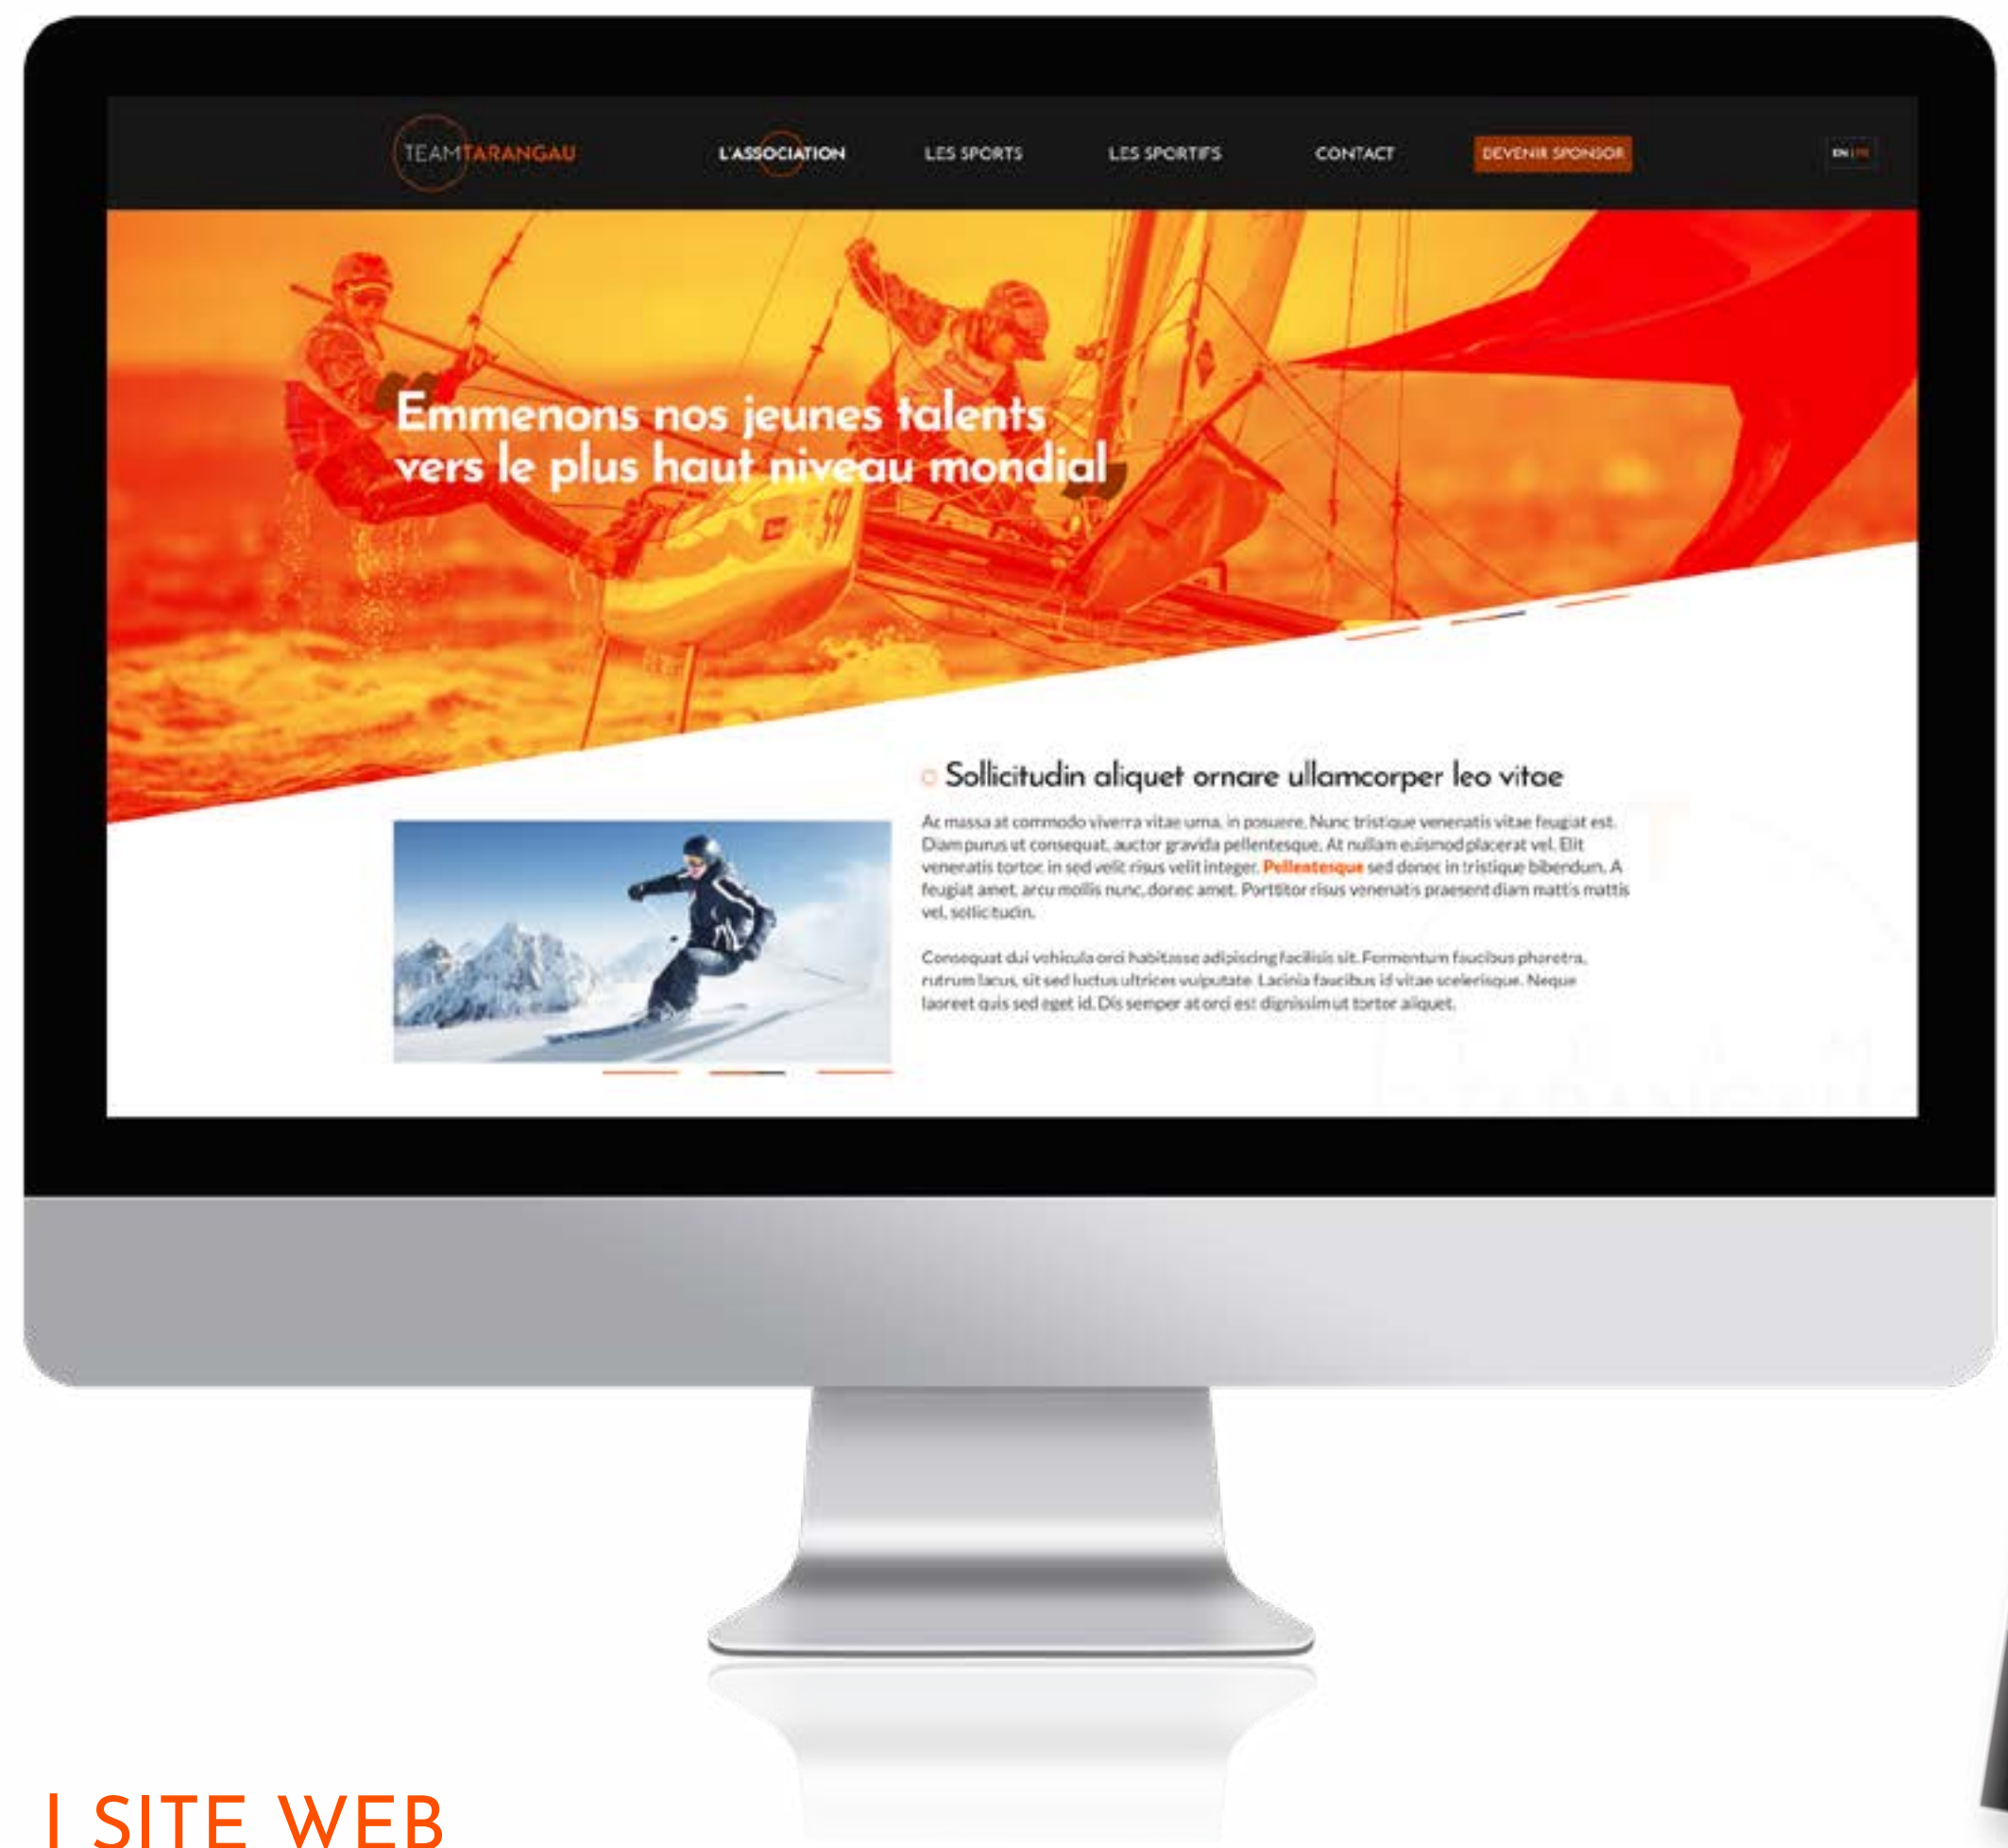 TEAMTARANGAU
L'ASSOCIATION
LES SPORTS
LES SPORTIFS
CONTACT
DEVENIR SPONSOR
EN | FR
“Emmenons nos jeunes talents
vers le plus haut niveau mondial”
59
Sollicitudin aliquet ornare ullamcorper leo vitae
Ac massa at commodo viverra vitae urna, in posuere. Nunc tristique venenatis vitae feugiat est.
Diam purus ut consequat, auctor gravida pellentesque. At nullam euismod placerat vel. Elit
veneratis tortor, in sed velit risus velit integer. Pellentesque sed donec in tristique bibendum. A
feugiat amet, arcu mollis nunc, donec amet. Porttitor risus venenatis praesent diam mattis mattis
vel, sollicitudin.
Consequat dui vehicula orci habitasse adipiscing facilisis sit. Fermentum faucibus pharetra,
rutrum lacus, sit sed luctus ultrices vulputate. Lacinia faucibus id vitae scelerisque. Neque
laoreet quis sed eget id. Dis semper at orci est dignissim ut tortor aliquet.
| SITE WEB